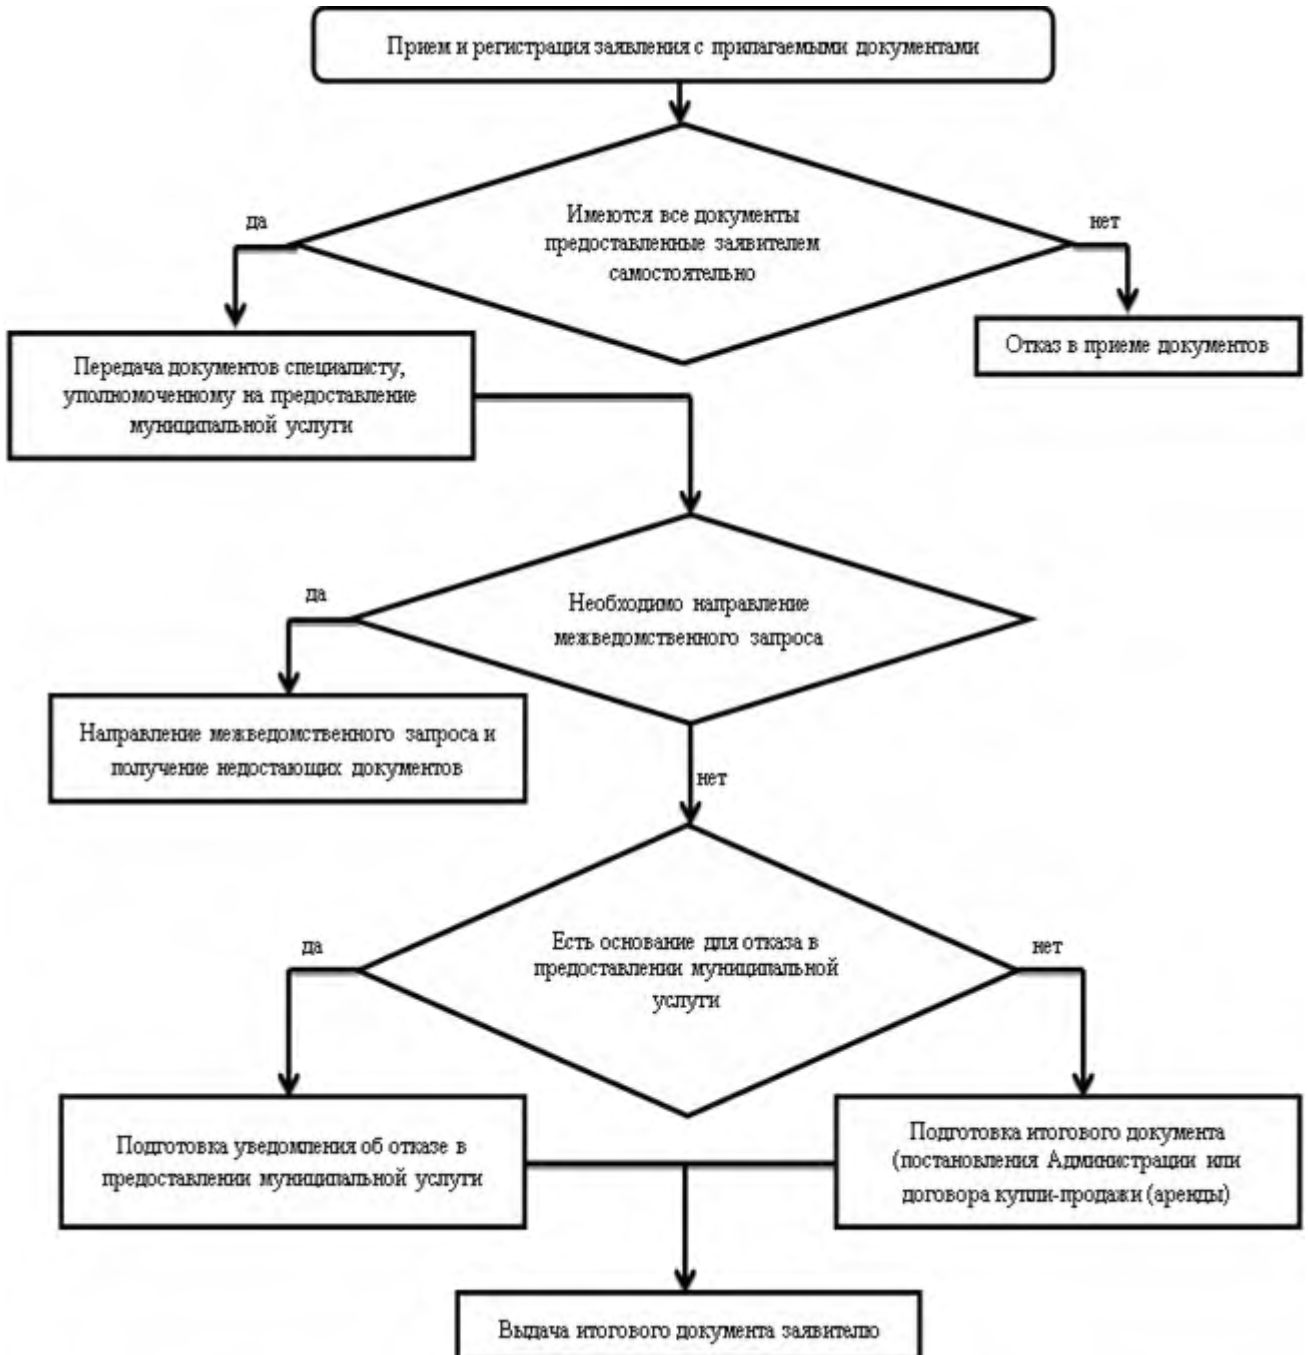 Прием и регистрация заявления с прилагаемыми документами
Имеются все документы
предоставленные заявителем
самостоятельно
да
нет
Передача документов специалисту,
уполномоченному на предоставление
муниципальной услуги
Отказ в приеме документов
Необходимо направление
межведомственного запроса
да
Направление межведомственного запроса и
получение недостающих документов
нет
Есть основание для отказа в
предоставлении муниципальной
услуги
да
нет
Подготовка уведомления об отказе в
предоставлении муниципальной услуги
Подготовка итогового документа
(постановления Администрации или
договора купли-продажи (аренды)
Выдача итогового документа заявителю